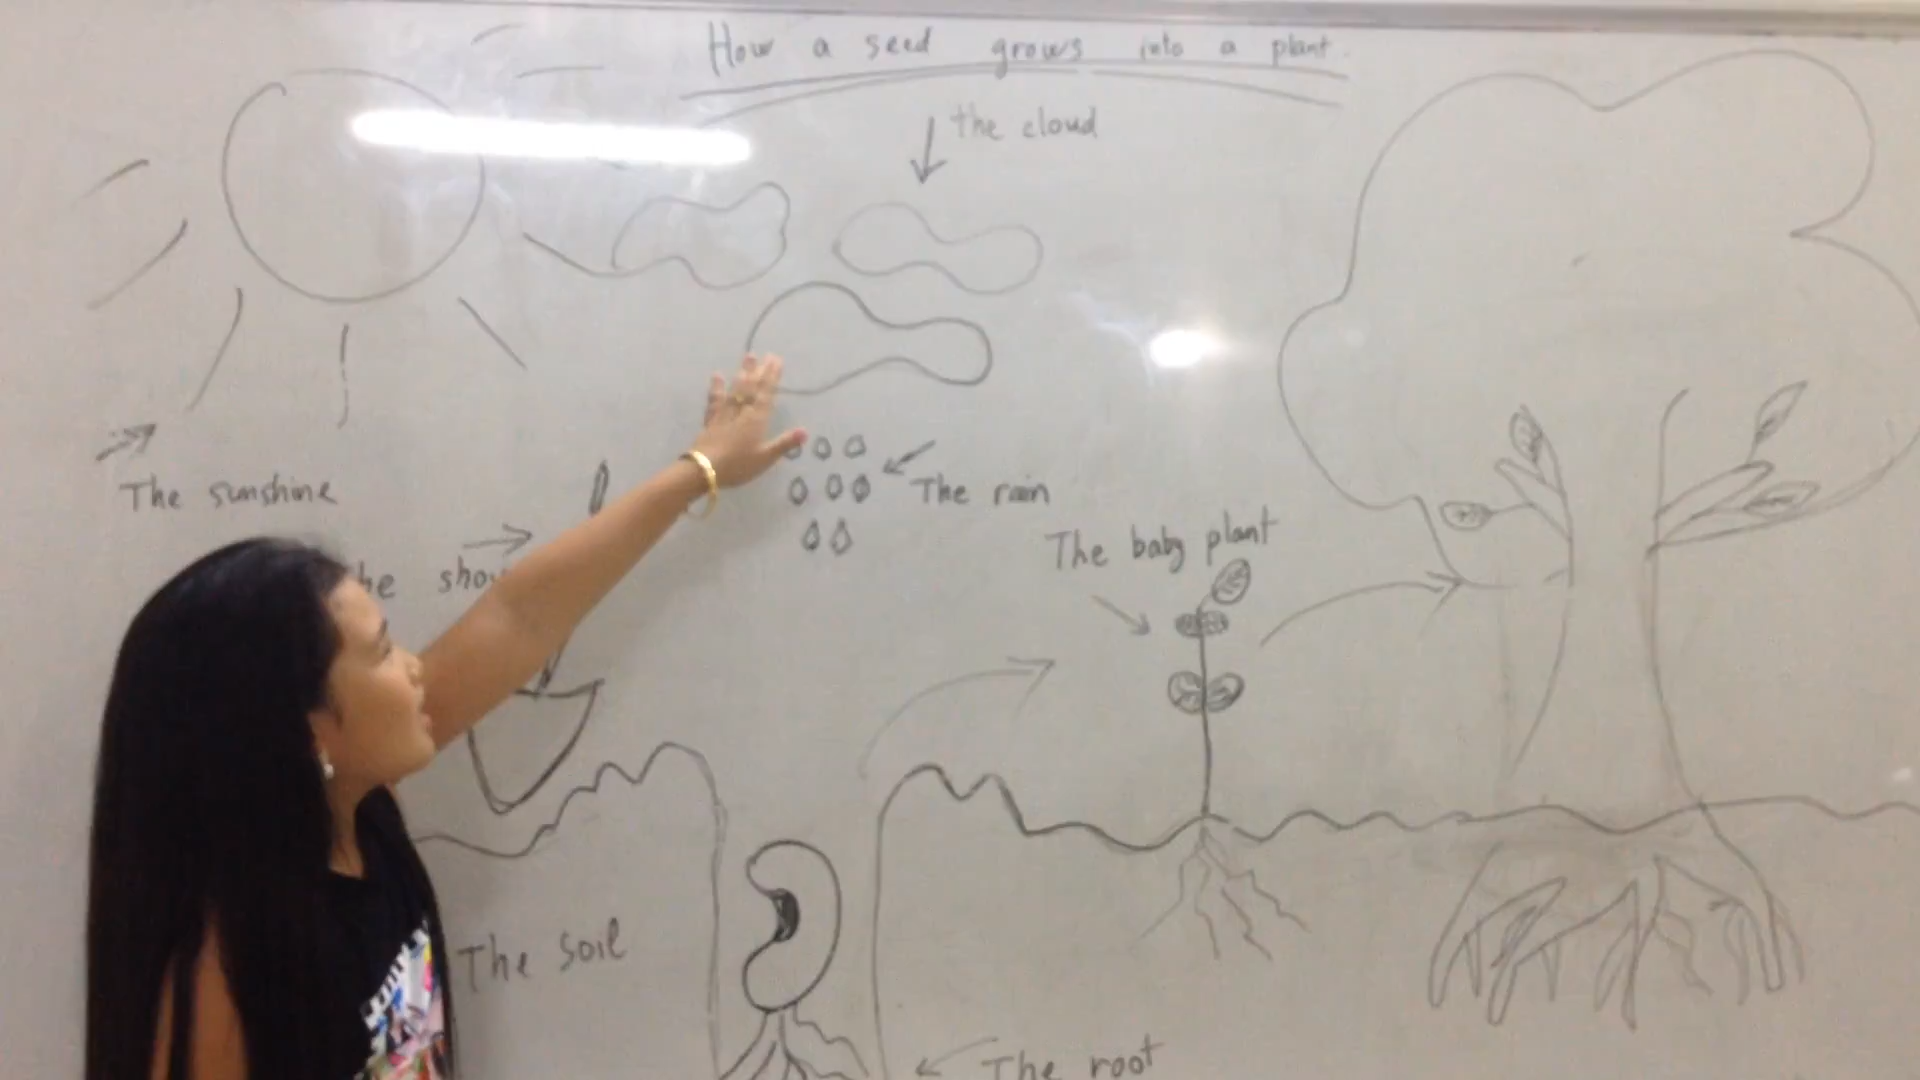 How a seed grows into a plant.
the cloud
The sunshine
The rain
The baby plant
The soil
The root